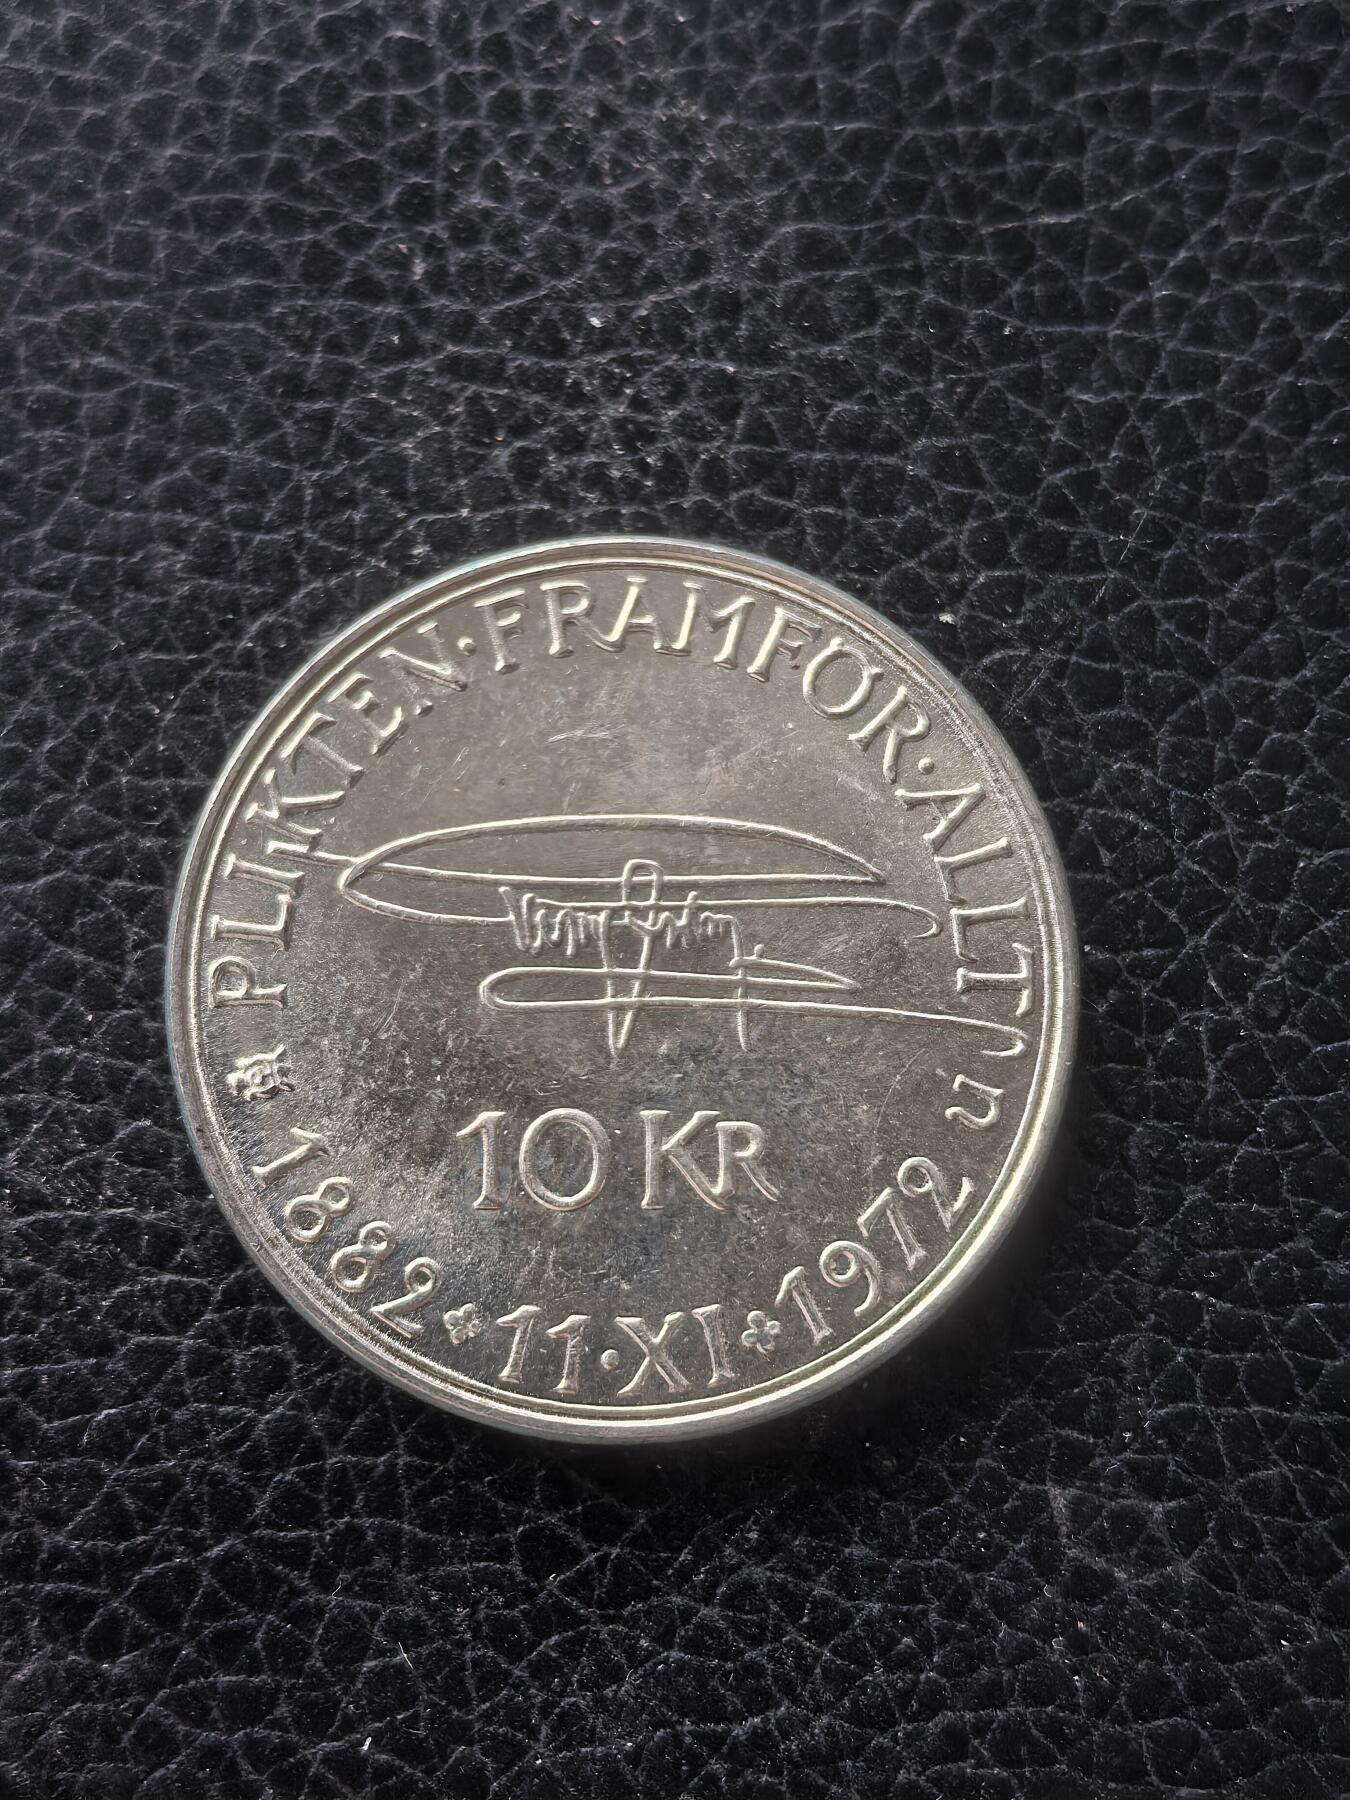 PLIKTEN·FRAMFÖR·ALLT
10 KR
U
1882 11·XI 1972